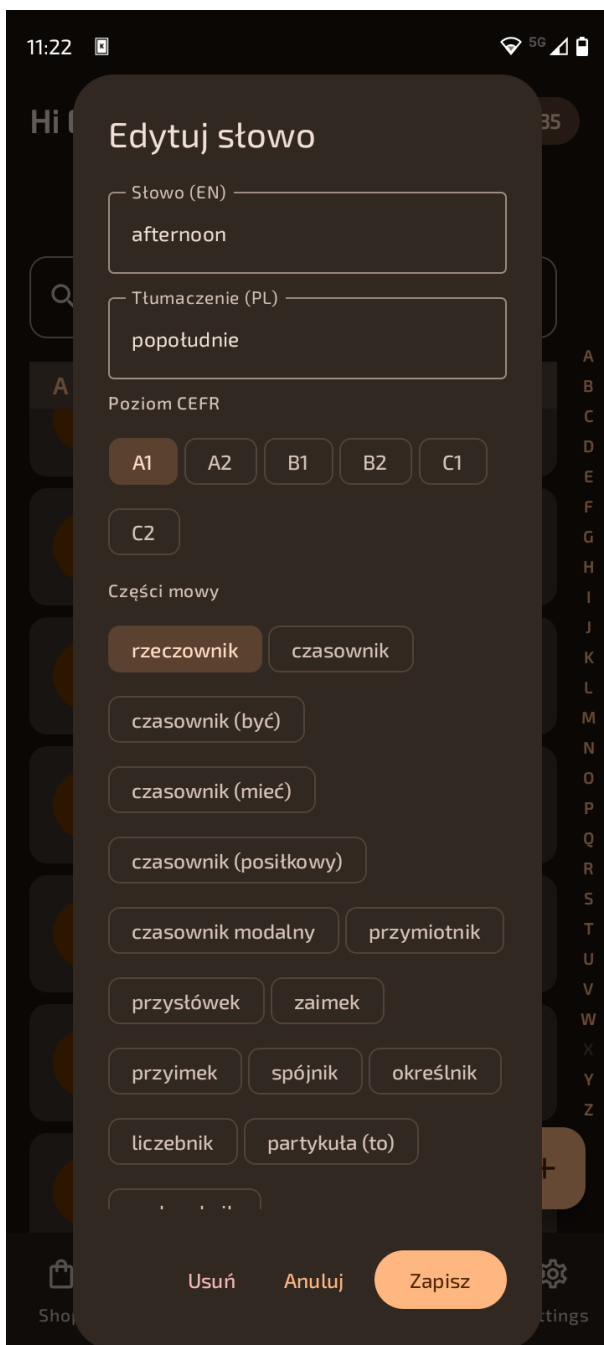 11:22
5G
Hi
35
Edytuj słowo
Słowo (EN)
afternoon
Tłumaczenie (PL)
popołudnie
A
Poziom CEFR
A1 A2 B1 B2 C1
C2
Części mowy
rzeczownik czasownik
czasownik (być)
czasownik (mieć)
czasownik (posiłkowy)
czasownik modalny przymiotnik
przysłówek zaimek
przyimek spójnik określnik
liczebnik partykuła (to)
Usuń Anuluj Zapisz
A
B
C
D
E
F
G
H
I
J
K
L
M
N
O
P
Q
R
S
T
U
V
W
X
Y
Z